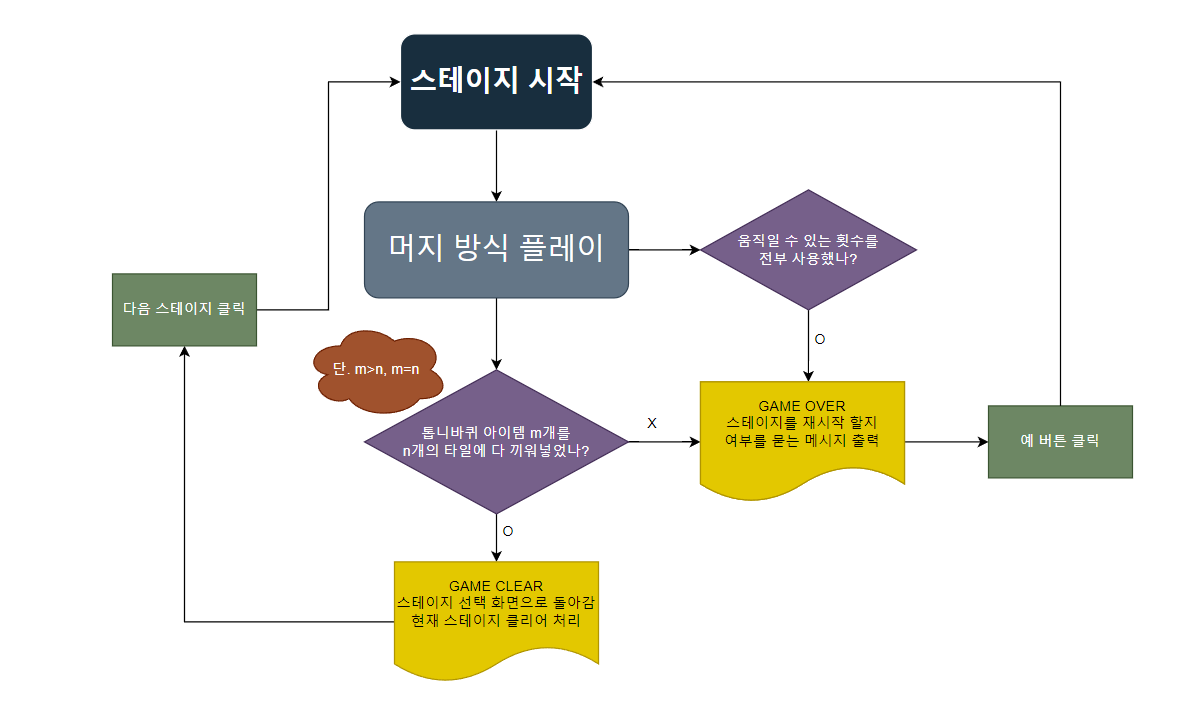 스테이지 시작
머지 방식 플레이
움직일 수 있는 횟수를
전부 사용했나?
다음 스테이지 클릭
O
단. m>n, m=n
GAME OVER
스테이지를 재시작 할지
여부를 묻는 메시지 출력
X
예 버튼 클릭
톱니바퀴 아이템 m개를
n개의 타일에 다 끼워넣었나?
O
GAME CLEAR
스테이지 선택 화면으로 돌아감
현재 스테이지 클리어 처리